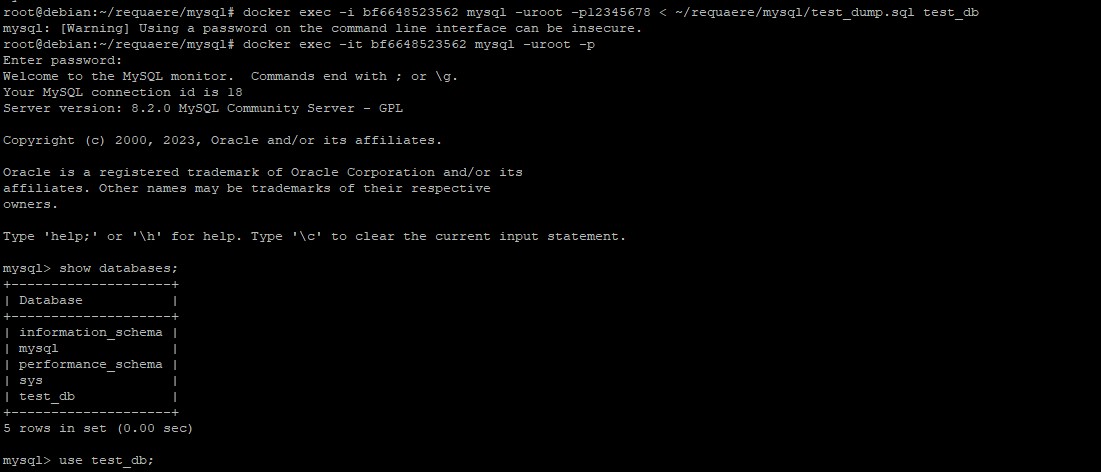 root@debian:~/requaere/mysql# docker exec -i bf6648523562 mysql -uroot -p12345678 < ~/requaere/mysql/test_dump.sql test_db
mysql: [Warning] Using a password on the command line interface can be insecure.
root@debian:~/requaere/mysql# docker exec -it bf6648523562 mysql -uroot -p
Enter password:
Welcome to the MySQL monitor.  Commands end with ; or \g.
Your MySQL connection id is 18
Server version: 8.2.0 MySQL Community Server - GPL

Copyright (c) 2000, 2023, Oracle and/or its affiliates.

Oracle is a registered trademark of Oracle Corporation and/or its
affiliates. Other names may be trademarks of their respective
owners.

Type 'help;' or '\h' for help. Type '\c' to clear the current input statement.

mysql> show databases;
+--------------------+
| Database           |
+--------------------+
| information_schema |
| mysql              |
| performance_schema |
| sys                |
| test_db            |
+--------------------+
5 rows in set (0.00 sec)

mysql> use test_db;